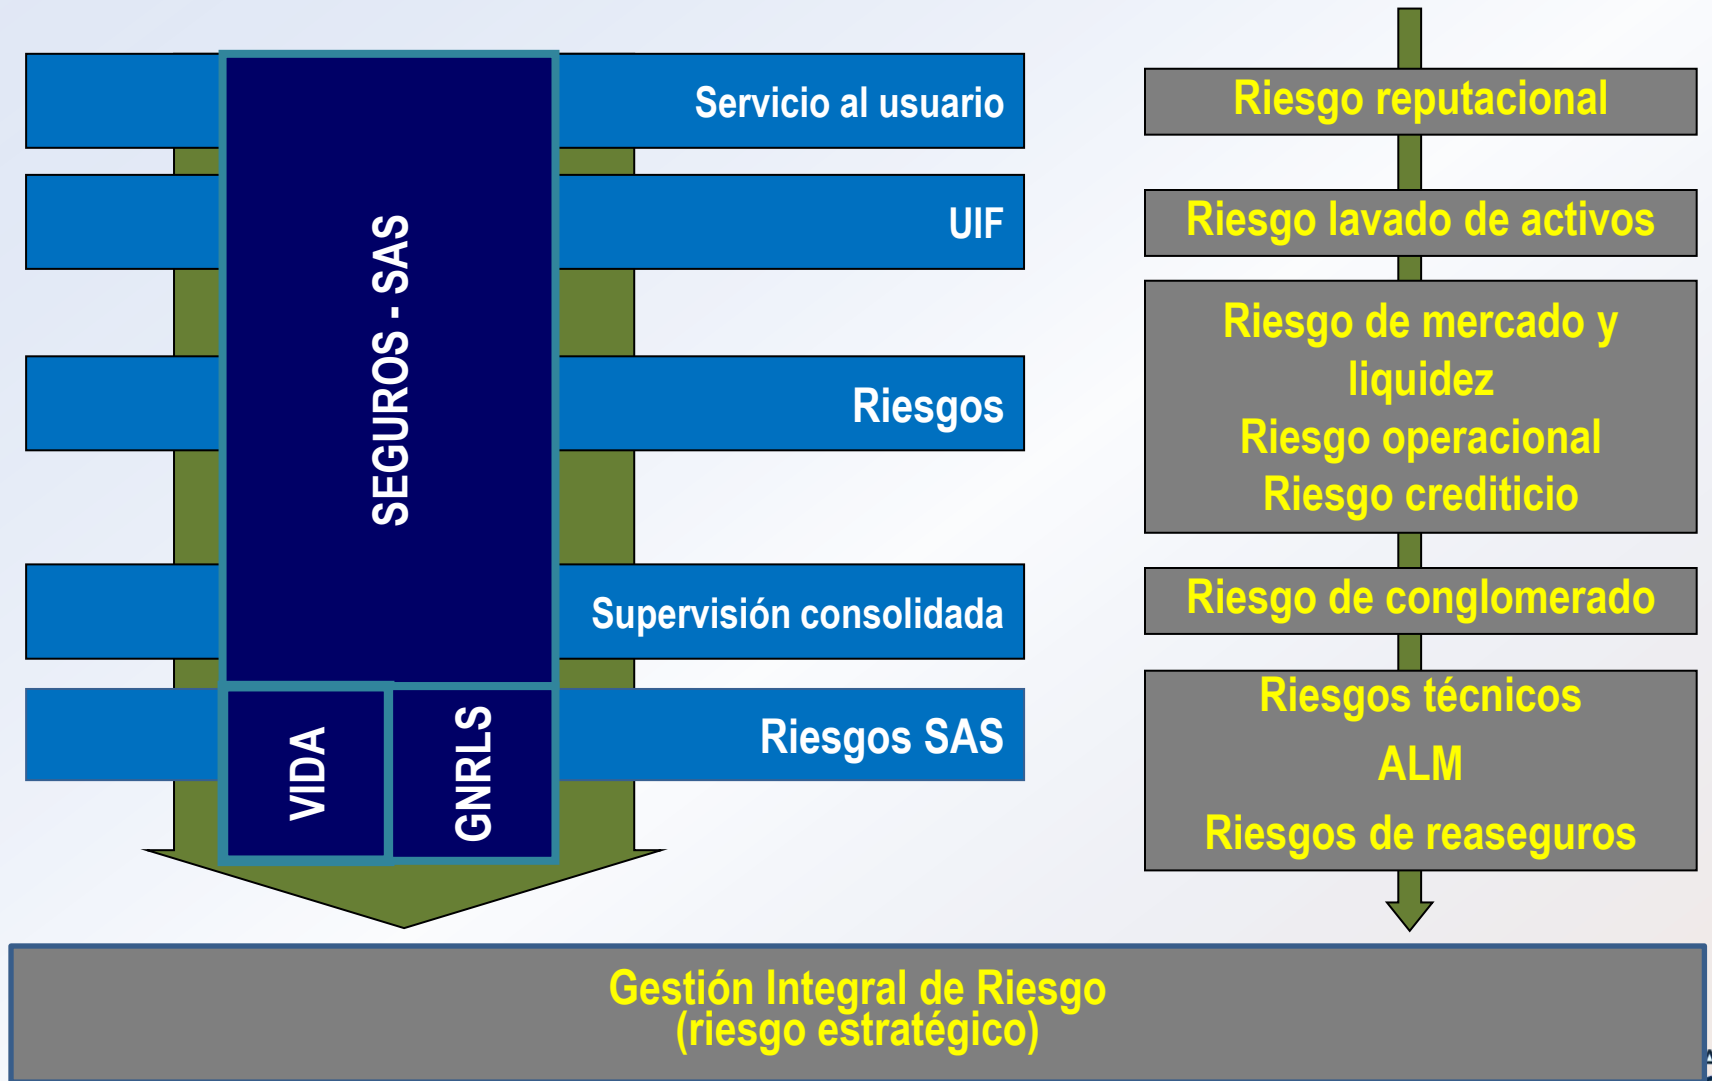 SEGUROS - SAS
VIDA
GNRLS
Servicio al usuario
UIF
Riesgos
Supervisión consolidada
Riesgos SAS
Riesgo reputacional
Riesgo lavado de activos
Riesgo de mercado y
liquidez
Riesgo operacional
Riesgo crediticio
Riesgo de conglomerado
Riesgos técnicos
ALM
Riesgos de reaseguros
Gestión Integral de Riesgo
(riesgo estratégico)